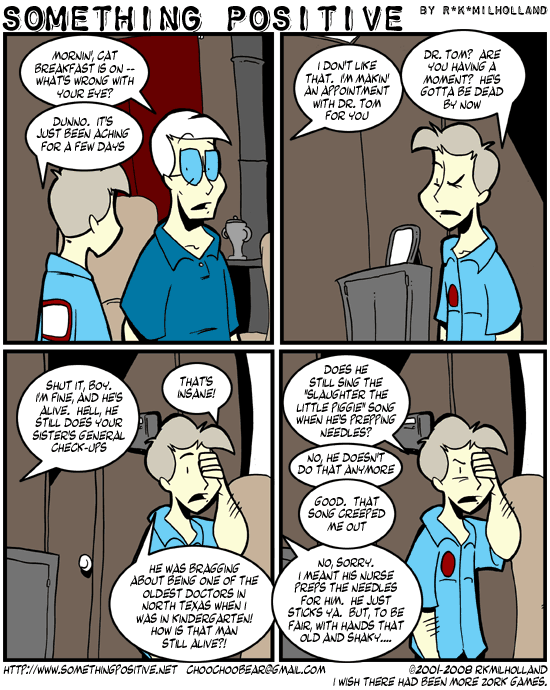 SOMETHING POSITIVE BY R*K*MILHOLLAND
MORNIN', CAT
BREAKFAST IS ON --
WHAT'S WRONG WITH
YOUR EYE?
DUNNO. IT'S
JUST BEEN ACHING
FOR A FEW DAYS
I DON'T LIKE
THAT. I'M MAKIN'
AN APPOINTMENT
WITH DR. TOM
FOR YOU
DR. TOM? ARE
YOU HAVING A
MOMENT? HE'S
GOTTA BE DEAD
BY NOW
SHUT IT, BOY.
I'M FINE, AND HE'S
ALIVE. HELL, HE
STILL DOES YOUR
SISTER'S GENERAL
CHECK-UPS
THAT'S
INSANE!
HE WAS BRAGGING
ABOUT BEING ONE OF THE
OLDEST DOCTORS IN
NORTH TEXAS WHEN I
WAS IN KINDERGARTEN!
HOW IS THAT MAN
STILL ALIVE?!
DOES HE
STILL SING THE
"SLAUGHTER THE
LITTLE PIGGIE" SONG
WHEN HE'S PREPPING
NEEDLES?
NO, HE DOESN'T
DO THAT ANYMORE
GOOD. THAT
SONG CREEPED
ME OUT
NO, SORRY.
I MEANT HIS NURSE
PREPS THE NEEDLES
FOR HIM. HE JUST
STICKS YA. BUT, TO BE
FAIR, WITH HANDS THAT
OLD AND SHAKY....
HTTP://WWW.SOMETHINGPOSITIVE.NET CHOOCHOOBEAR@GMAIL.COM
©2001-2008 RKMILHOLLAND
I WISH THERE HAD BEEN MORE ZORK GAMES.